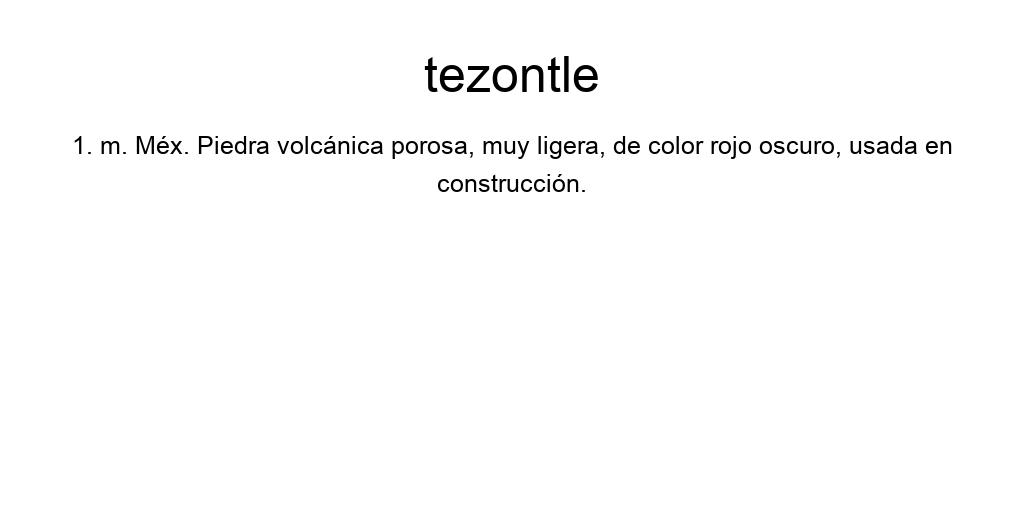 tezontle
1. m. Méx. Piedra volcánica porosa, muy ligera, de color rojo oscuro, usada en
construcción.